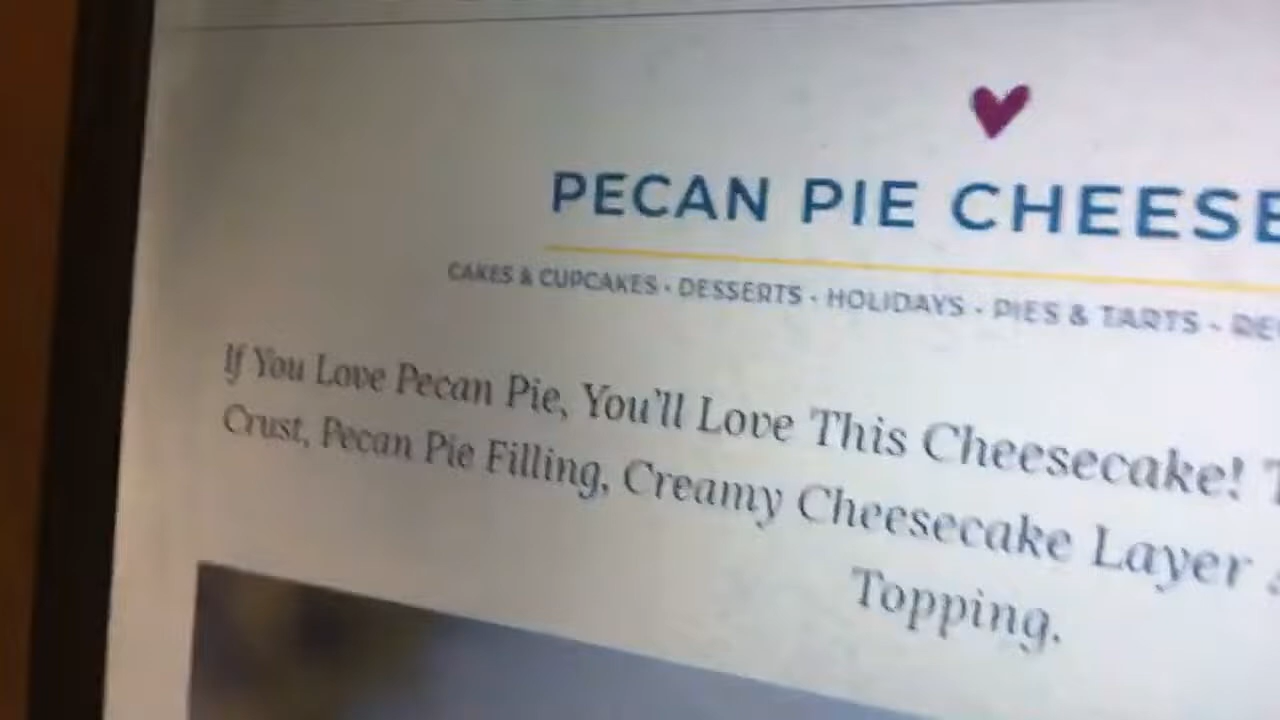 PECAN PIE CHEESE
CAKES & CUPCAKES · DESSERTS · HOLIDAYS · PIES & TARTS · RE
If You Love Pecan Pie, You'll Love This Cheesecake! T
Crust, Pecan Pie Filling, Creamy Cheesecake Layer
Topping.